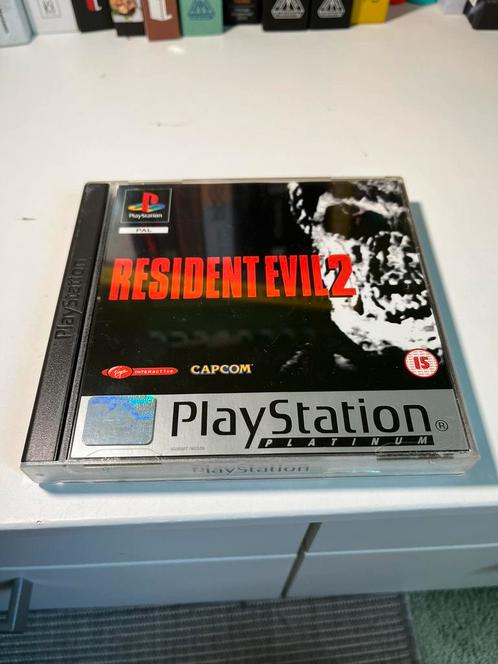 PlayStation
PAL
PlayStation
RESIDENT EVIL 2
Virgin INTERACTIVE
CAPCOM
15
PlayStation®
PLATINUM
PlayStation